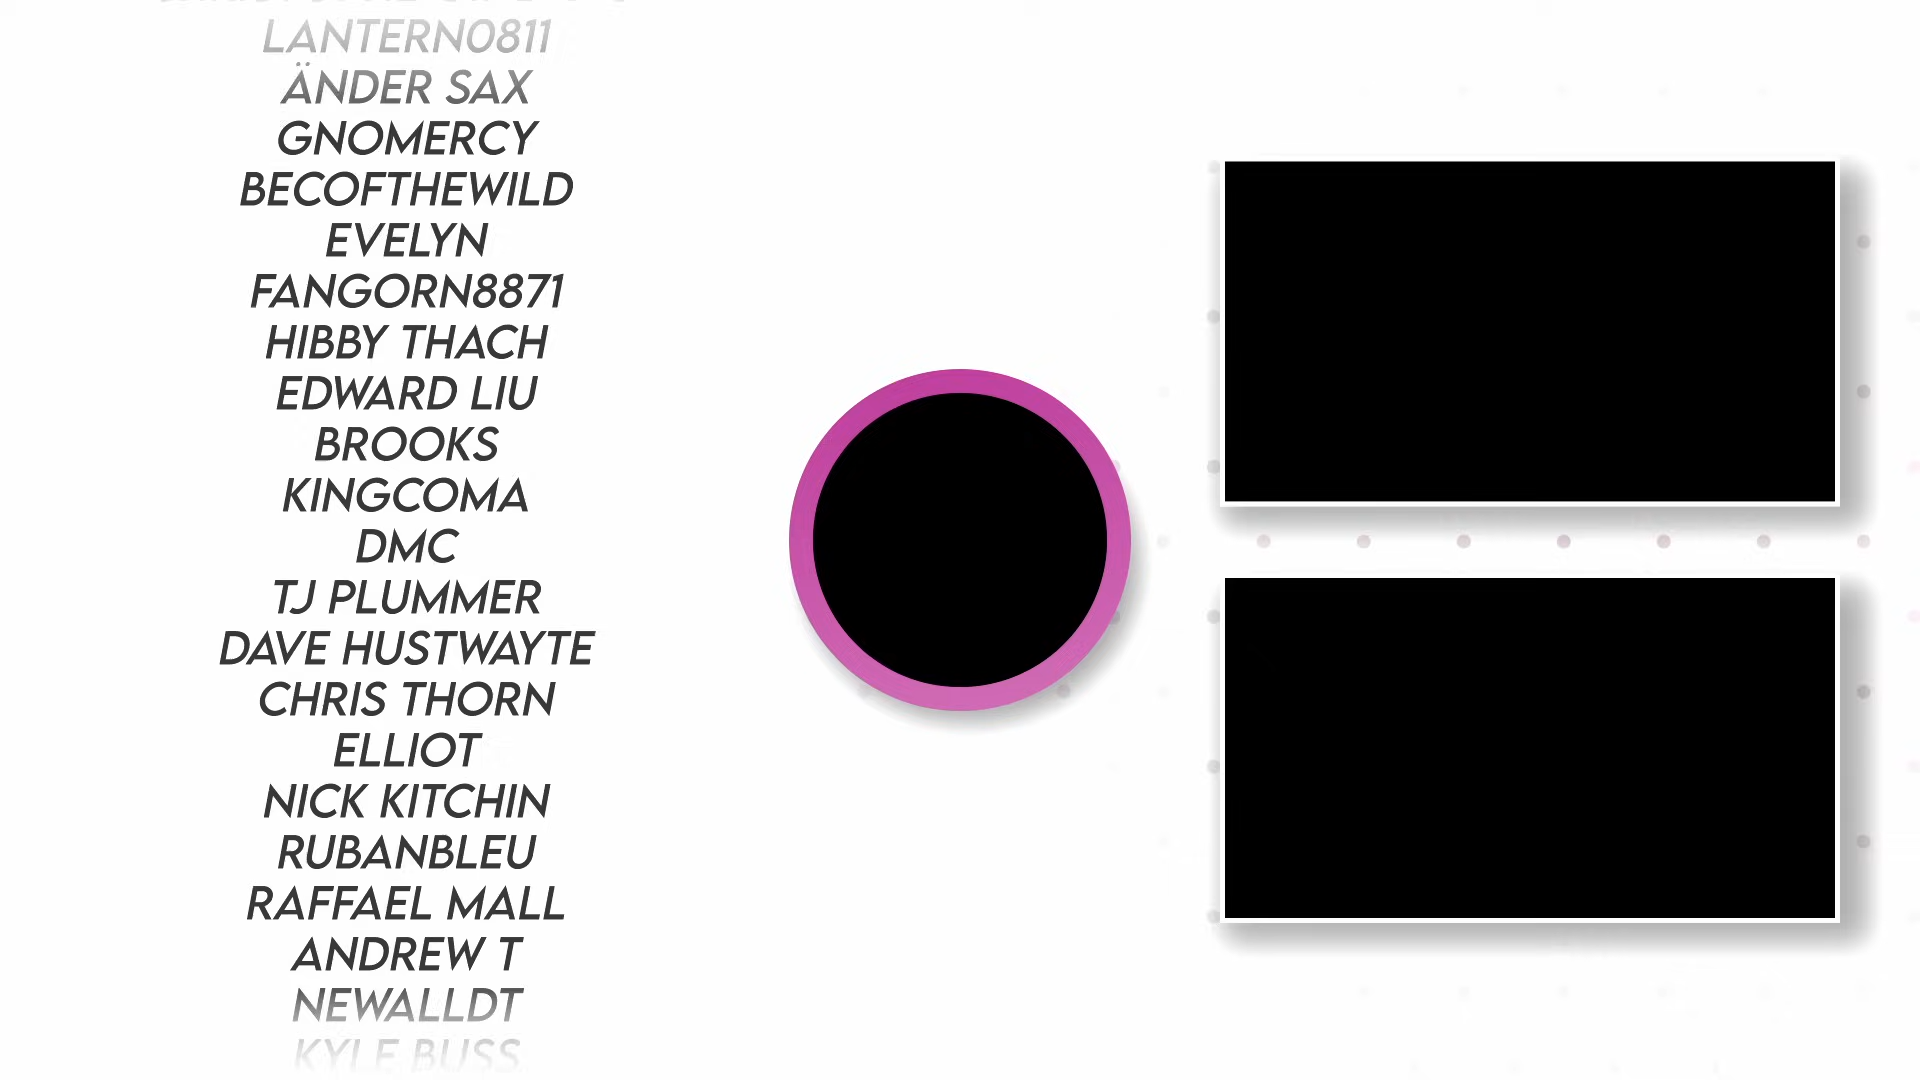 LANTERN0811
ÄNDER SAX
GNOMERCY
BECOFTHEWILD
EVELYN
FANGORN8871
HIBBY THACH
EDWARD LIU
BROOKS
KINGCOMA
DMC
TJ PLUMMER
DAVE HUSTWAYTE
CHRIS THORN
ELLIOT
NICK KITCHIN
RUBANBLEU
RAFFAEL MALL
ANDREW T
NEWALLDT
KYLE BUSS